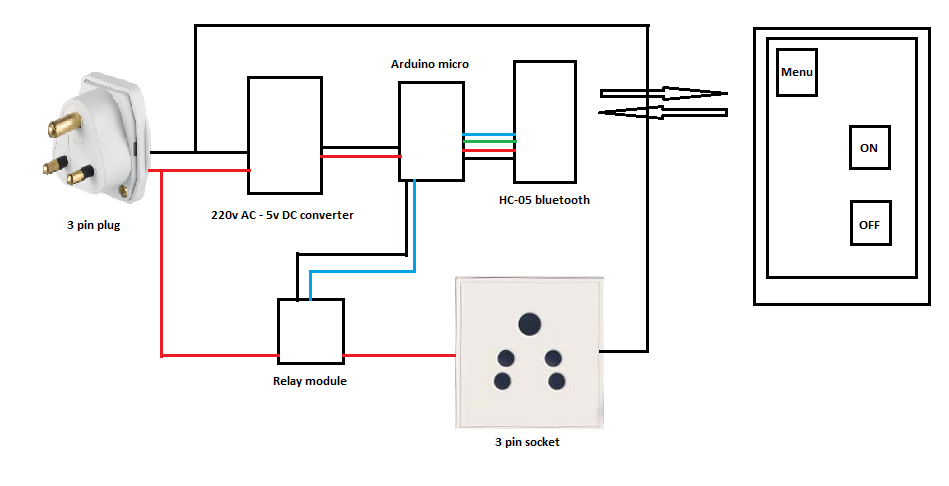 Arduino micro
Menu
ON
HC-05 bluetooth
220v AC - 5v DC converter
3 pin plug
OFF
Relay module
3 pin socket